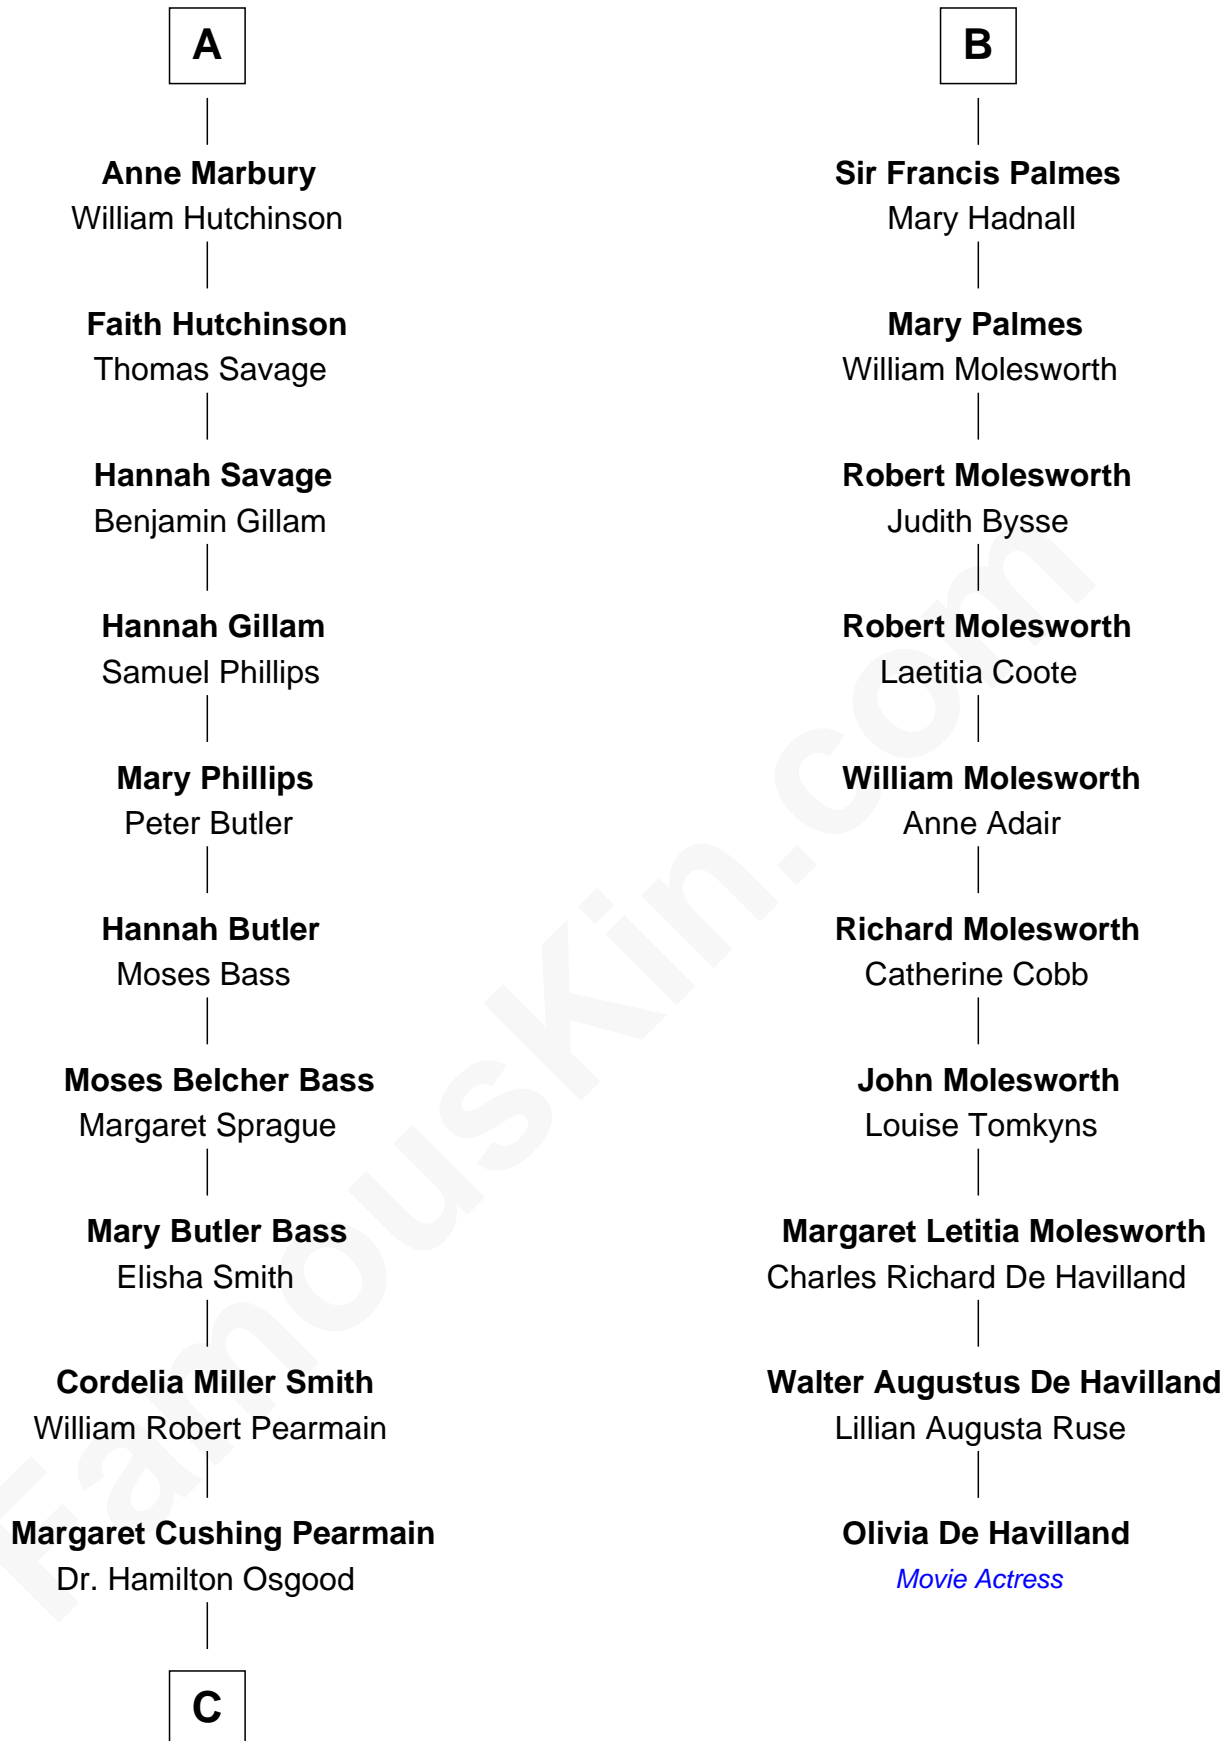 A
Anne Marbury
William Hutchinson
Faith Hutchinson
Thomas Savage
Hannah Savage
Benjamin Gillam
Hannah Gillam
Samuel Phillips
Mary Phillips
Peter Butler
Hannah Butler
Moses Bass
Moses Belcher Bass
Margaret Sprague
Mary Butler Bass
Elisha Smith
Cordelia Miller Smith
William Robert Pearmain
Margaret Cushing Pearmain
Dr. Hamilton Osgood
C
B
Sir Francis Palmes
Mary Hadnall
Mary Palmes
William Molesworth
Robert Molesworth
Judith Bysse
Robert Molesworth
Laetitia Coote
William Molesworth
Anne Adair
Richard Molesworth
Catherine Cobb
John Molesworth
Louise Tomkyns
Margaret Letitia Molesworth
Charles Richard De Havilland
Walter Augustus De Havilland
Lillian Augusta Ruse
Olivia De Havilland
Movie Actress
FamousKin.com